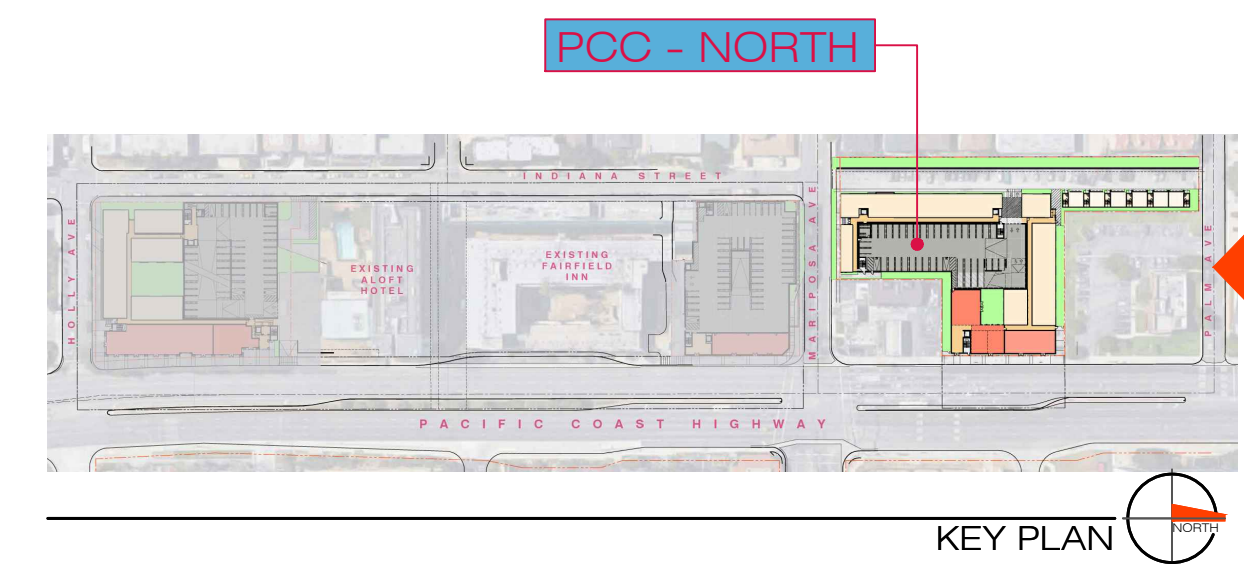 PCC - NORTH
INDIANA STREET
HOLLY AVE
EXISTING
ALOFT
HOTEL
EXISTING
FAIRFIELD
INN
MARIPOSA AVE
PALM AVE
PACIFIC COAST HIGHWAY
KEY PLAN
NORTH